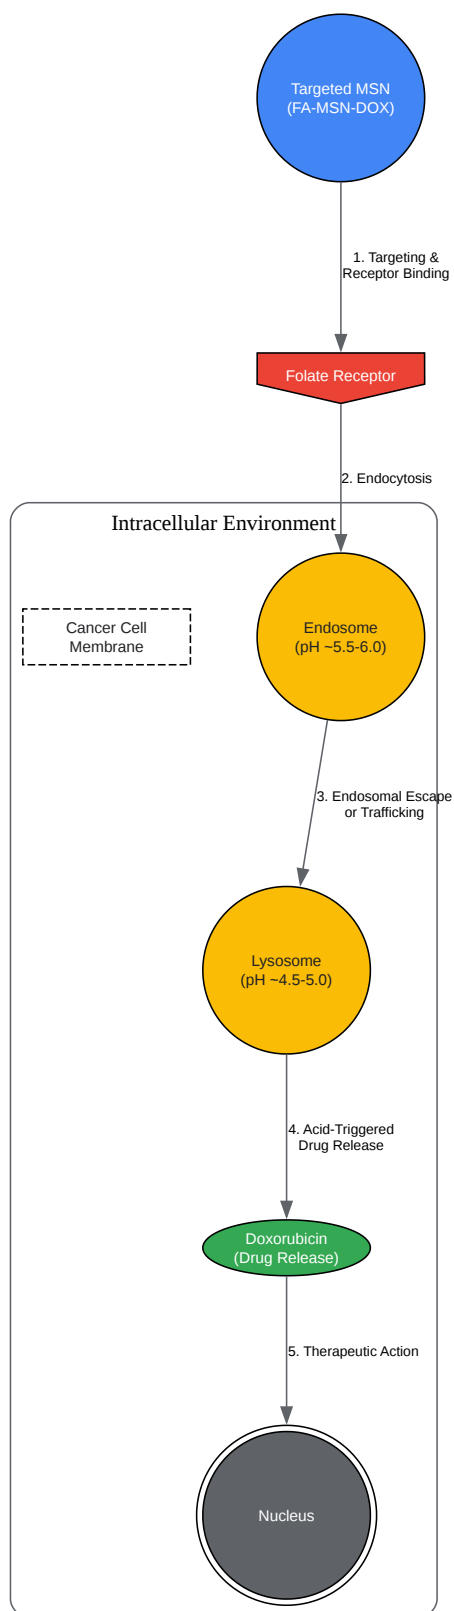 Targeted MSN
(FA-MSN-DOX)
1. Targeting &
Receptor Binding
Folate Receptor
2. Endocytosis
Intracellular Environment
Cancer Cell
Membrane
Endosome
(pH ~5.5-6.0)
3. Endosomal Escape
or Trafficking
Lysosome
(pH ~4.5-5.0)
4. Acid-Triggered
Drug Release
Doxorubicin
(Drug Release)
5. Therapeutic Action
Nucleus